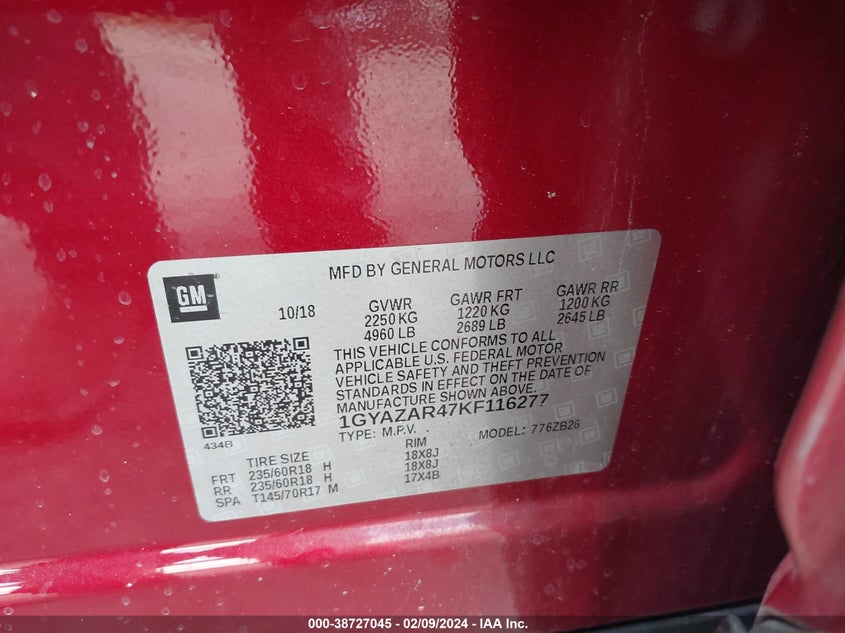 MFD BY GENERAL MOTORS LLC
GM
10/18
GVWR
2250 KG
4960 LB
GAWR FRT
1220 KG
2689 LB
GAWR RR
1200 KG
2645 LB
THIS VEHICLE CONFORMS TO ALL
APPLICABLE U.S. FEDERAL MOTOR
VEHICLE SAFETY AND THEFT PREVENTION
STANDARDS IN EFFECT ON THE DATE OF
MANUFACTURE SHOWN ABOVE.
1GYAZAR47KF116277
TYPE: M.P.V. MODEL: 776ZB26
434B
TIRE SIZE RIM
FRT 235/60R18 H 18X8J
RR 235/60R18 H 18X8J
SPA T145/70R17 M 17X4B
000-38727045 - 02/09/2024 - IAA Inc.